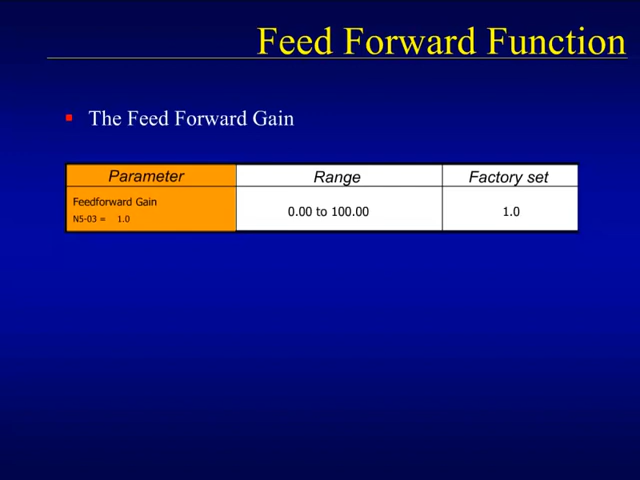 Feed Forward Function
The Feed Forward Gain
Parameter Range Factory set
Feedforward Gain
N5-03 = 1.0 0.00 to 100.00 1.0